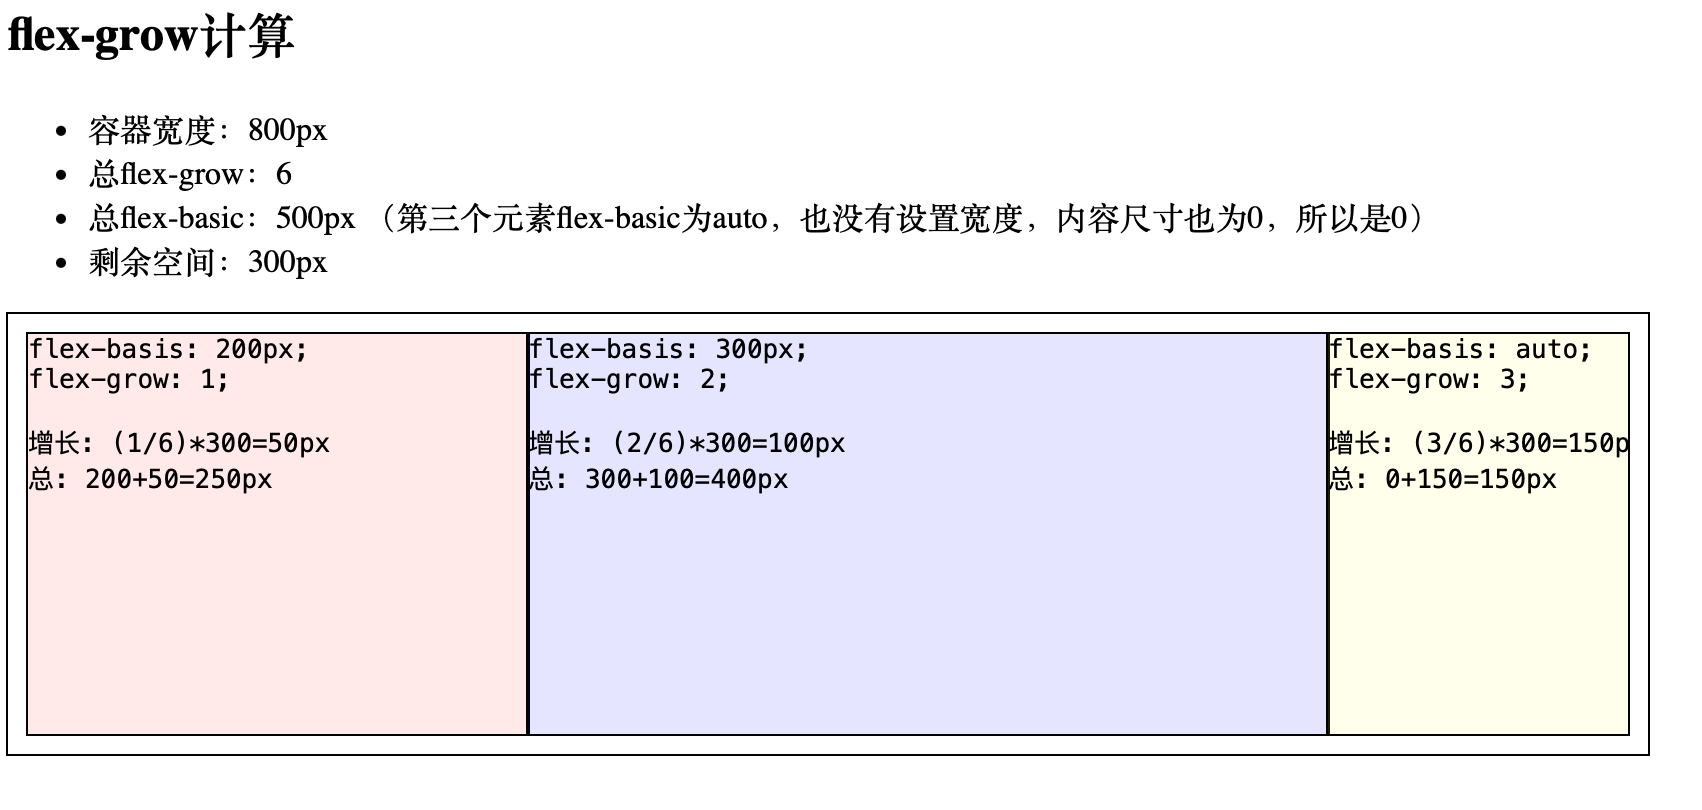 flex-grow计算
• 容器宽度：800px
• 总flex-grow：6
• 总flex-basic：500px （第三个元素flex-basic为auto，也没有设置宽度，内容尺寸也为0，所以是0）
• 剩余空间：300px
flex-basis: 200px;
flex-grow: 1;
增长: (1/6)*300=50px
总: 200+50=250px
flex-basis: 300px;
flex-grow: 2;
增长: (2/6)*300=100px
总: 300+100=400px
flex-basis: auto;
flex-grow: 3;
增长: (3/6)*300=150p
总: 0+150=150px